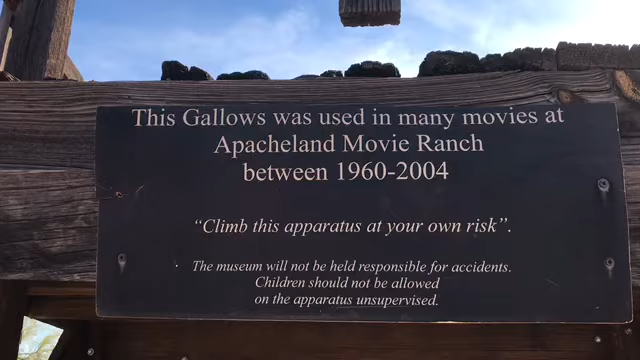 This Gallows was used in many movies at
Apacheland Movie Ranch
between 1960-2004
“Climb this apparatus at your own risk”.
The museum will not be held responsible for accidents.
Children should not be allowed
on the apparatus unsupervised.